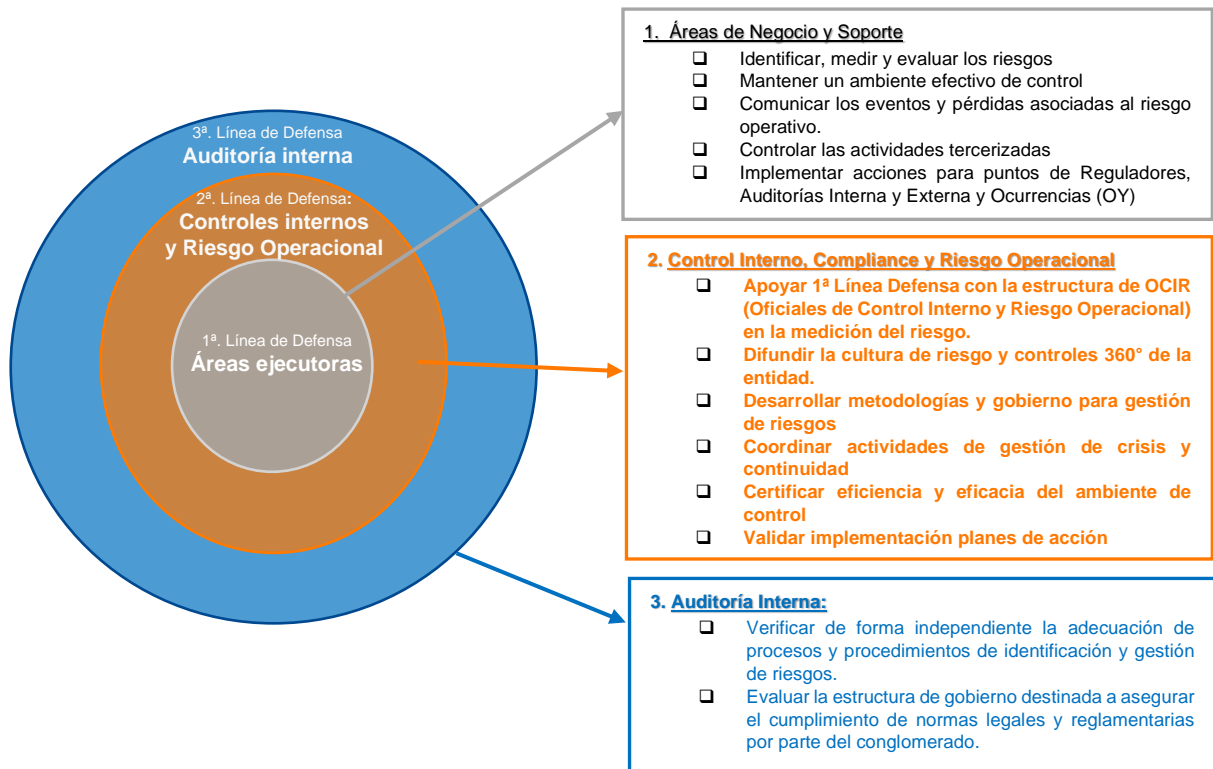 3ª. Línea de Defensa
Auditoría interna
2ª. Línea de Defensa:
Controles internos
y Riesgo Operacional
1ª. Línea de Defensa
Áreas ejecutoras
1. Áreas de Negocio y Soporte
Identificar, medir y evaluar los riesgos
Mantener un ambiente efectivo de control
Comunicar los eventos y pérdidas asociadas al riesgo
operativo.
Controlar las actividades tercerizadas
Implementar acciones para puntos de Reguladores,
Auditorías Interna y Externa y Ocurrencias (OY)
2. Control Interno, Compliance y Riesgo Operacional
Apoyar 1ª Línea Defensa con la estructura de OCIR
(Oficiales de Control Interno y Riesgo Operacional)
en la medición del riesgo.
Difundir la cultura de riesgo y controles 360° de la
entidad.
Desarrollar metodologías y gobierno para gestión
de riesgos
Coordinar actividades de gestión de crisis y
continuidad
Certificar eficiencia y eficacia del ambiente de
control
Validar implementación planes de acción
3. Auditoría Interna:
Verificar de forma independiente la adecuación de
procesos y procedimientos de identificación y gestión
de riesgos.
Evaluar la estructura de gobierno destinada a asegurar
el cumplimiento de normas legales y reglamentarias
por parte del conglomerado.